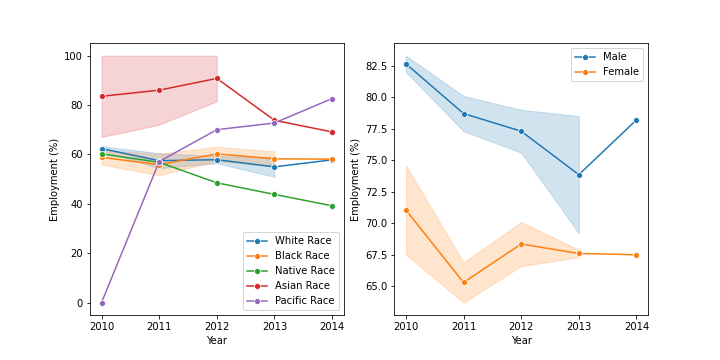 100
80
60
40
20
0
Employment (%)
2010 2011 2012 2013 2014
Year
White Race
Black Race
Native Race
Asian Race
Pacific Race
82.5
80.0
77.5
75.0
72.5
70.0
67.5
65.0
Employment (%)
2010 2011 2012 2013 2014
Year
Male
Female